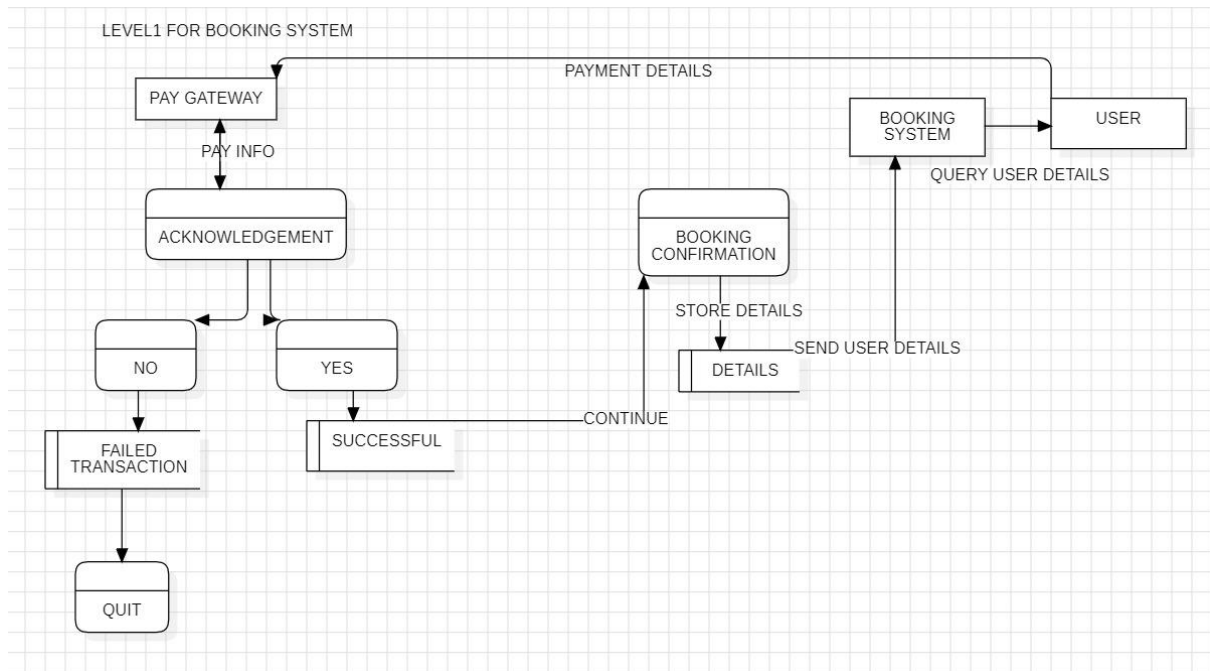 LEVEL1 FOR BOOKING SYSTEM
PAYMENT DETAILS
PAY GATEWAY
BOOKING
SYSTEM
USER
PAY INFO
QUERY USER DETAILS
ACKNOWLEDGEMENT
BOOKING
CONFIRMATION
STORE DETAILS
SEND USER DETAILS
NO
YES
DETAILS
CONTINUE
SUCCESSFUL
FAILED
TRANSACTION
QUIT